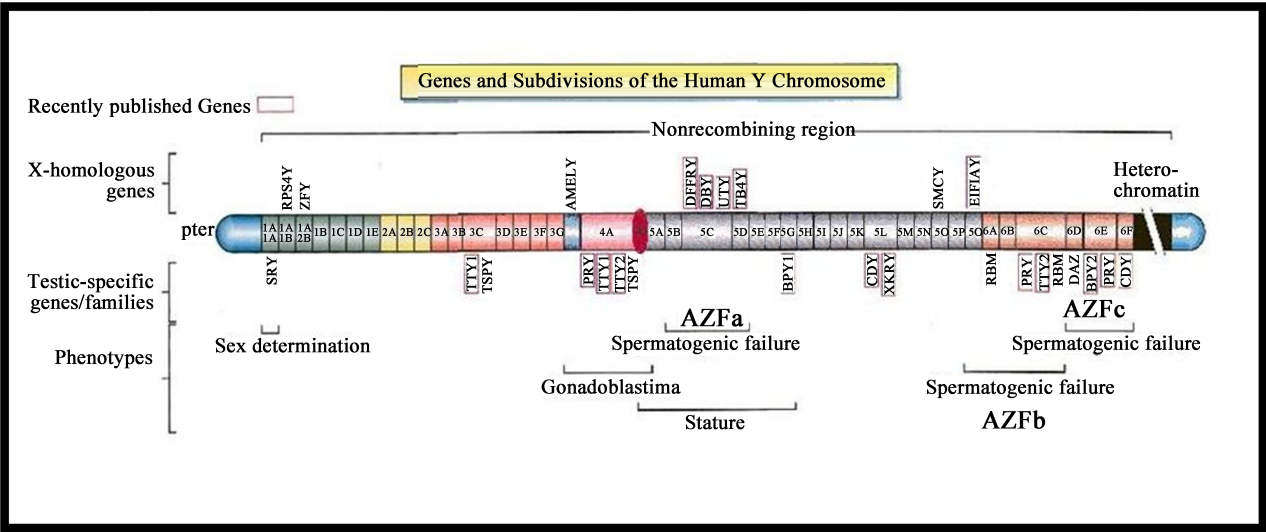 Genes and Subdivisions of the Human Y Chromosome
Recently published Genes
Nonrecombining region
X-homologous
genes
RPS4Y
ZFY
AMELY
DFFRY
DBY
UTY
TB4Y
SMCY
EIFIAY
Hetero-
chromatin
pter
1A 1A
1A 1B
1A 2B
1B
1C
1D
1E
2A
2B
2C
3A
3B
3C
3D
3E
3F
3G
4A
5A
5B
5C
5D
5E
5F
5G
5H
5I
5J
5K
5L
5M
5N
5O
5P
5Q
6A
6B
6C
6D
6E
6F
Testic-specific
genes/families
SRY
TTY1
TSPY
PRY
TTY1
TTY2
TSPY
BPY1
CDY
XKRY
RBM
PRY
TTY2
RBM
DAZ
BPY2
PRY
CDY
Phenotypes
Sex determination
AZFa
Spermatogenic failure
AZFc
Spermatogenic failure
Gonadoblastima
Spermatogenic failure
Stature
AZFb